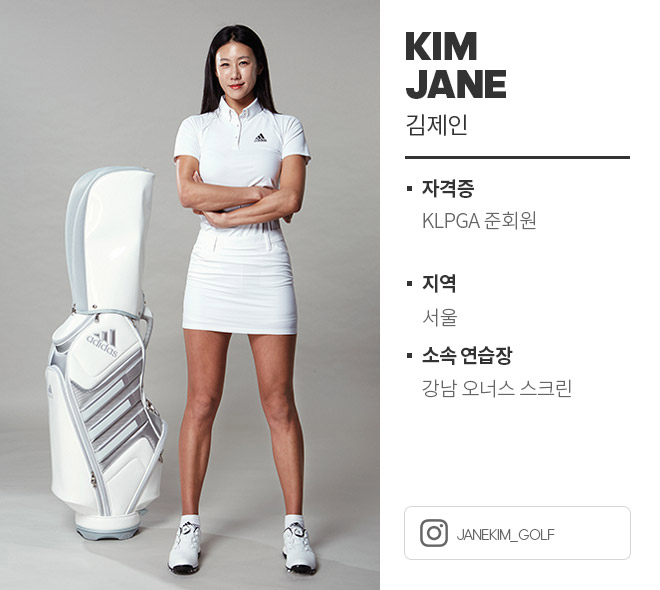 KIM
JANE
김제인
자격증
KLPGA 준회원
지역
서울
소속 연습장
강남 오너스 스크린
JANEKIM_GOLF
adidas